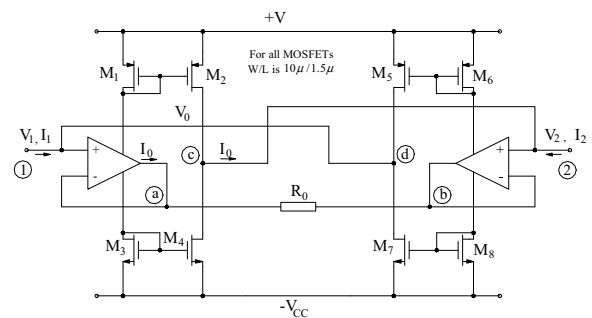 +V
For all MOSFETs
W/L is 10μ/1.5μ
M1
M2
M5
M6
V0
V1, I1
I0
c
I0
d
V2 , I2
+
+
1
-
a
R0
b
-
2
M3
M4
M7
M8
-VCC